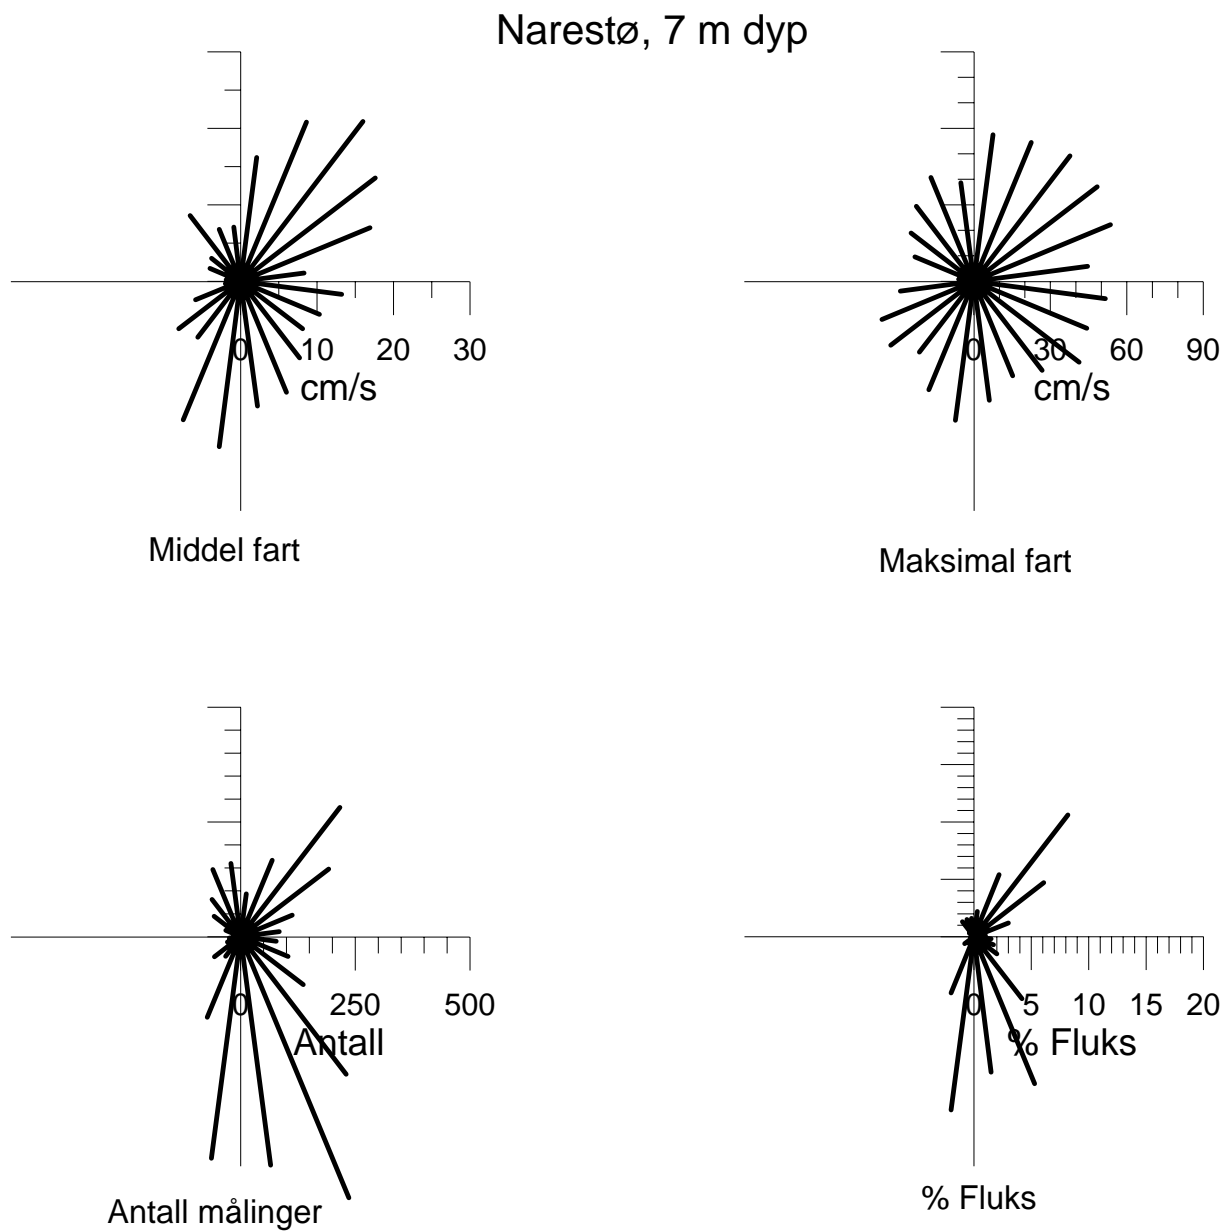 Narestø, 7 m dyp
0 10 20 30
cm/s
Middel fart
0 30 60 90
cm/s
Maksimal fart
0 250 500
Antall
Antall målinger
0 5 10 15 20
% Fluks
% Fluks